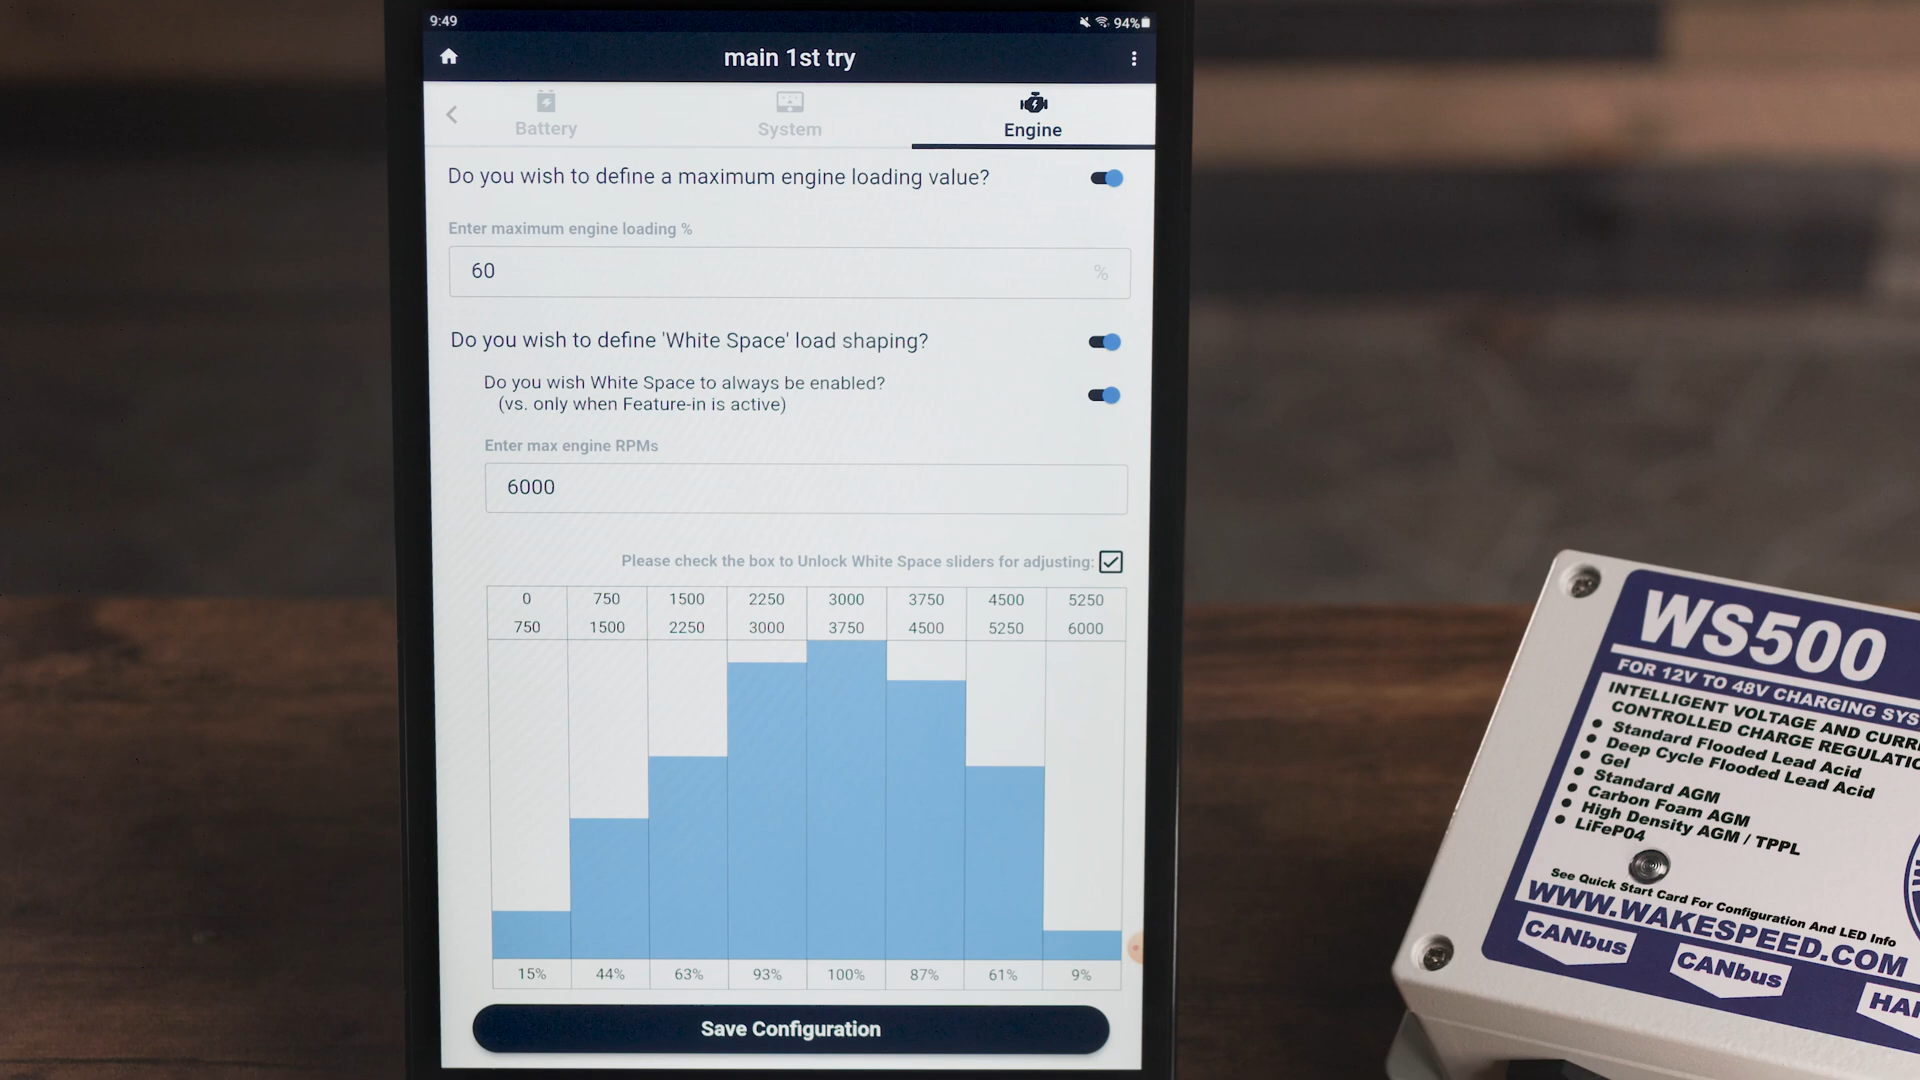 9:49
94%
main 1st try
Battery
System
Engine
Do you wish to define a maximum engine loading value?
Enter maximum engine loading %
60
%
Do you wish to define 'White Space' load shaping?
Do you wish White Space to always be enabled?
(vs. only when Feature-in is active)
Enter max engine RPMs
6000
Please check the box to Unlock White Space sliders for adjusting:
0 750 1500 2250 3000 3750 4500 5250
750 1500 2250 3000 3750 4500 5250 6000
15% 44% 63% 93% 100% 87% 61% 9%
Save Configuration
WS500
FOR 12V TO 48V CHARGING SYS
INTELLIGENT VOLTAGE AND CURR
CONTROLLED CHARGE REGULATIO
Standard Flooded Lead Acid
Deep Cycle Flooded Lead Acid
Gel
Standard AGM
Carbon Foam AGM
High Density AGM / TPPL
LiFeP04
See Quick Start Card For Configuration And LED Info
WWW.WAKESPEED.COM
CANbus
CANbus
HAR